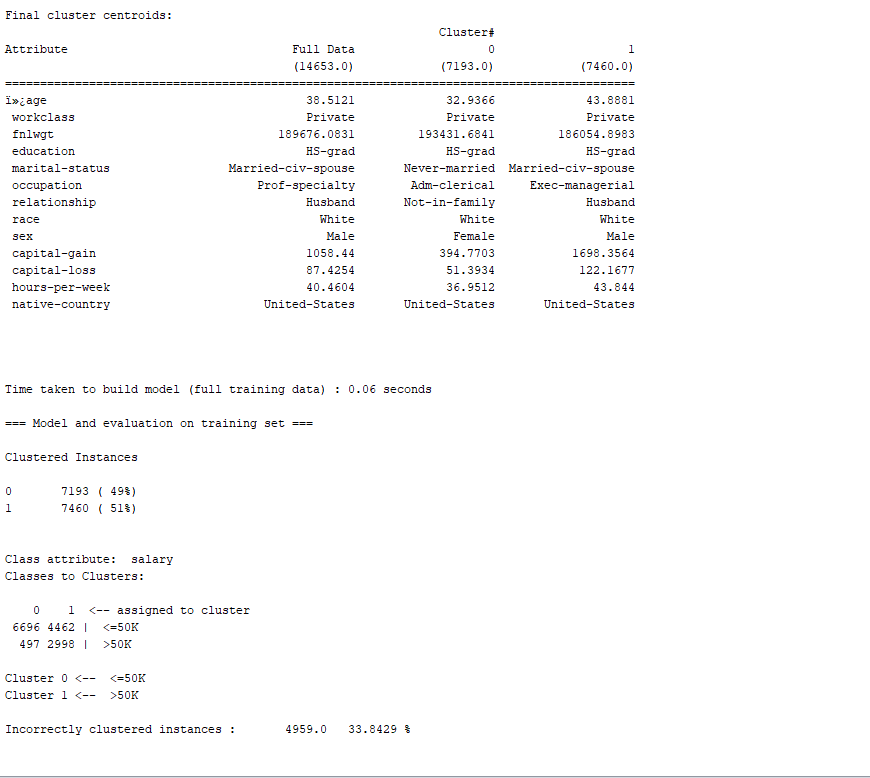 Final cluster centroids:
Cluster#
Attribute Full Data 0 1
(14653.0) (7193.0) (7460.0)
==========================================================================================
ï»¿age 38.5121 32.9366 43.8881
workclass Private Private Private
fnlwgt 189676.0831 193431.6841 186054.8983
education HS-grad HS-grad HS-grad
marital-status Married-civ-spouse Never-married Married-civ-spouse
occupation Prof-specialty Adm-clerical Exec-managerial
relationship Husband Not-in-family Husband
race White White White
sex Male Female Male
capital-gain 1058.44 394.7703 1698.3564
capital-loss 87.4254 51.3934 122.1677
hours-per-week 40.4604 36.9512 43.844
native-country United-States United-States United-States
Time taken to build model (full training data) : 0.06 seconds
=== Model and evaluation on training set ===
Clustered Instances
0 7193 ( 49%)
1 7460 ( 51%)
Class attribute: salary
Classes to Clusters:
0 1 <-- assigned to cluster
6696 4462 | <=50K
497 2998 | >50K
Cluster 0 <-- <=50K
Cluster 1 <-- >50K
Incorrectly clustered instances : 4959.0 33.8429 %